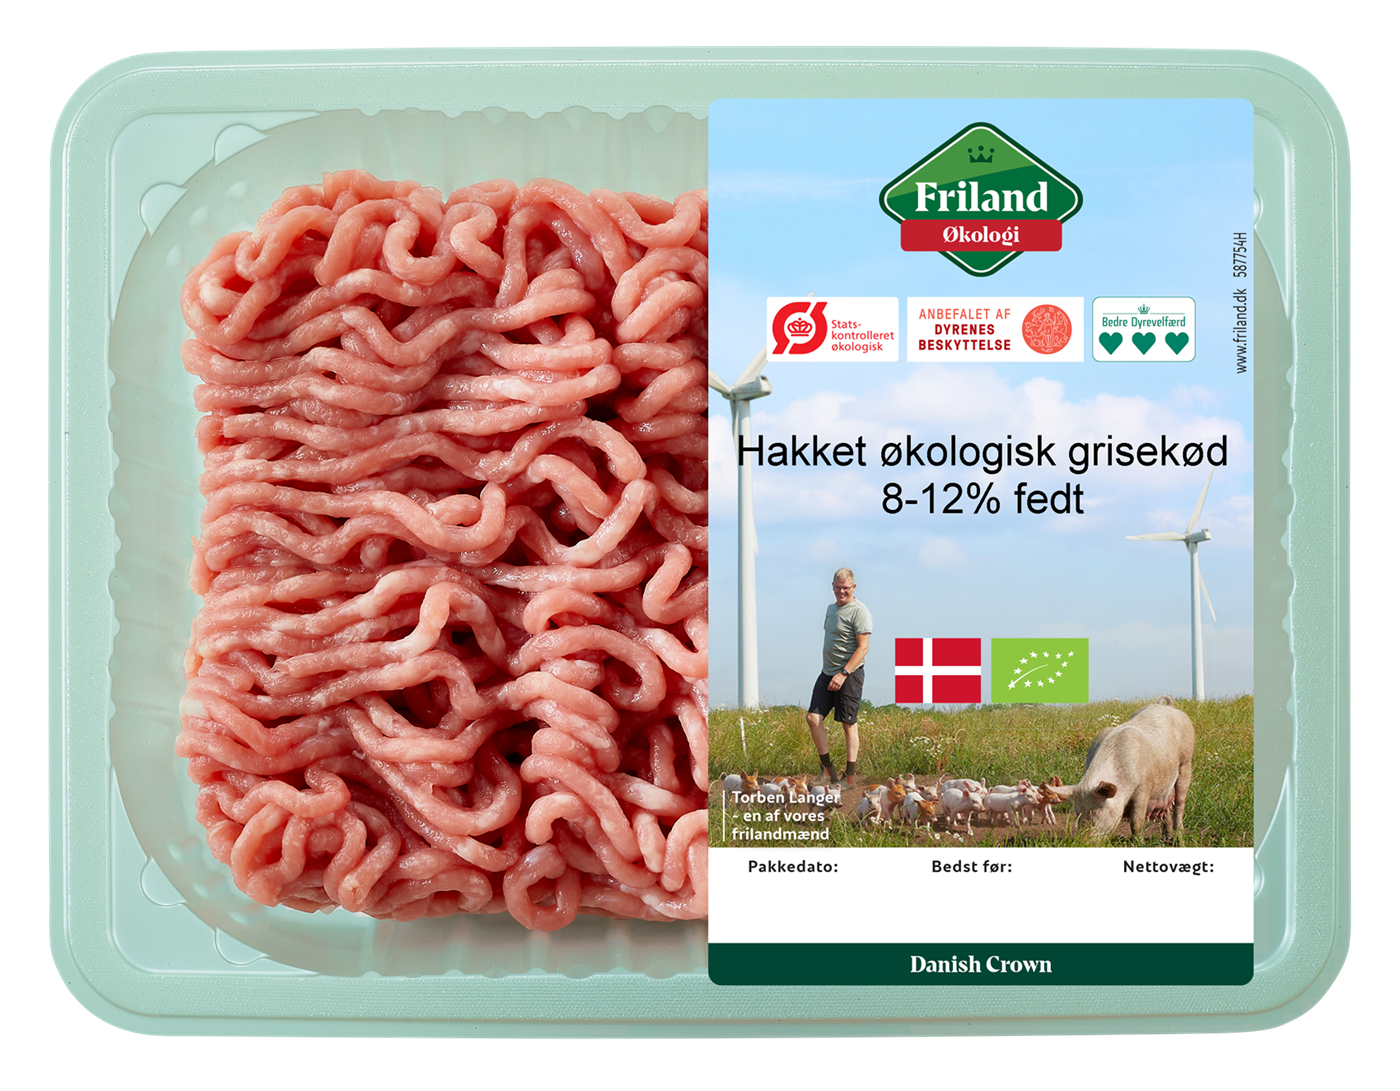 Friland
Økologi
Stats-
kontrolleret
økologisk
ANBEFALET AF
DYRENES
BESKYTTELSE
Bedre Dyrevelfærd
www.friland.dk 587754H
Hakket økologisk grisekød
8-12% fedt
Torben Langer
- en af vores
frilandmænd
Pakkedato:
Bedst før:
Nettovægt:
Danish Crown